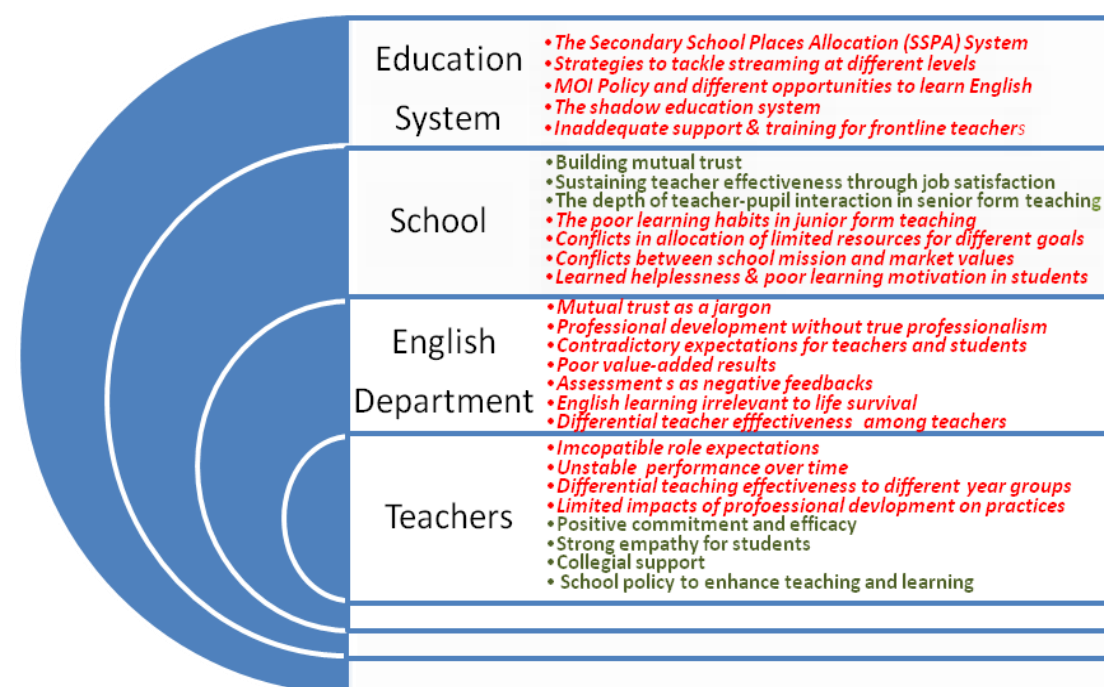 Education
System
•The Secondary School Places Allocation (SSPA) System
•Strategies to tackle streaming at different levels
•MOI Policy and different opportunities to learn English
•The shadow education system
•Inadequate support & training for frontline teachers
School
•Building mutual trust
•Sustaining teacher effectiveness through job satisfaction
•The depth of teacher-pupil interaction in senior form teaching
•The poor learning habits in junior form teaching
•Conflicts in allocation of limited resources for different goals
•Conflicts between school mission and market values
•Learned helplessness & poor learning motivation in students
English
Department
•Mutual trust as a jargon
•Professional development without true professionalism
•Contradictory expectations for teachers and students
•Poor value-added results
•Assessment s as negative feedbacks
•English learning irrelevant to life survival
•Differential teacher efffectiveness among teachers
Teachers
•Imcopatible role expectations
•Unstable performance over time
•Differential teaching effectiveness to different year groups
•Limited impacts of profoessional devlopment on practices
•Positive commitment and efficacy
•Strong empathy for students
•Collegial support
• School policy to enhance teaching and learning